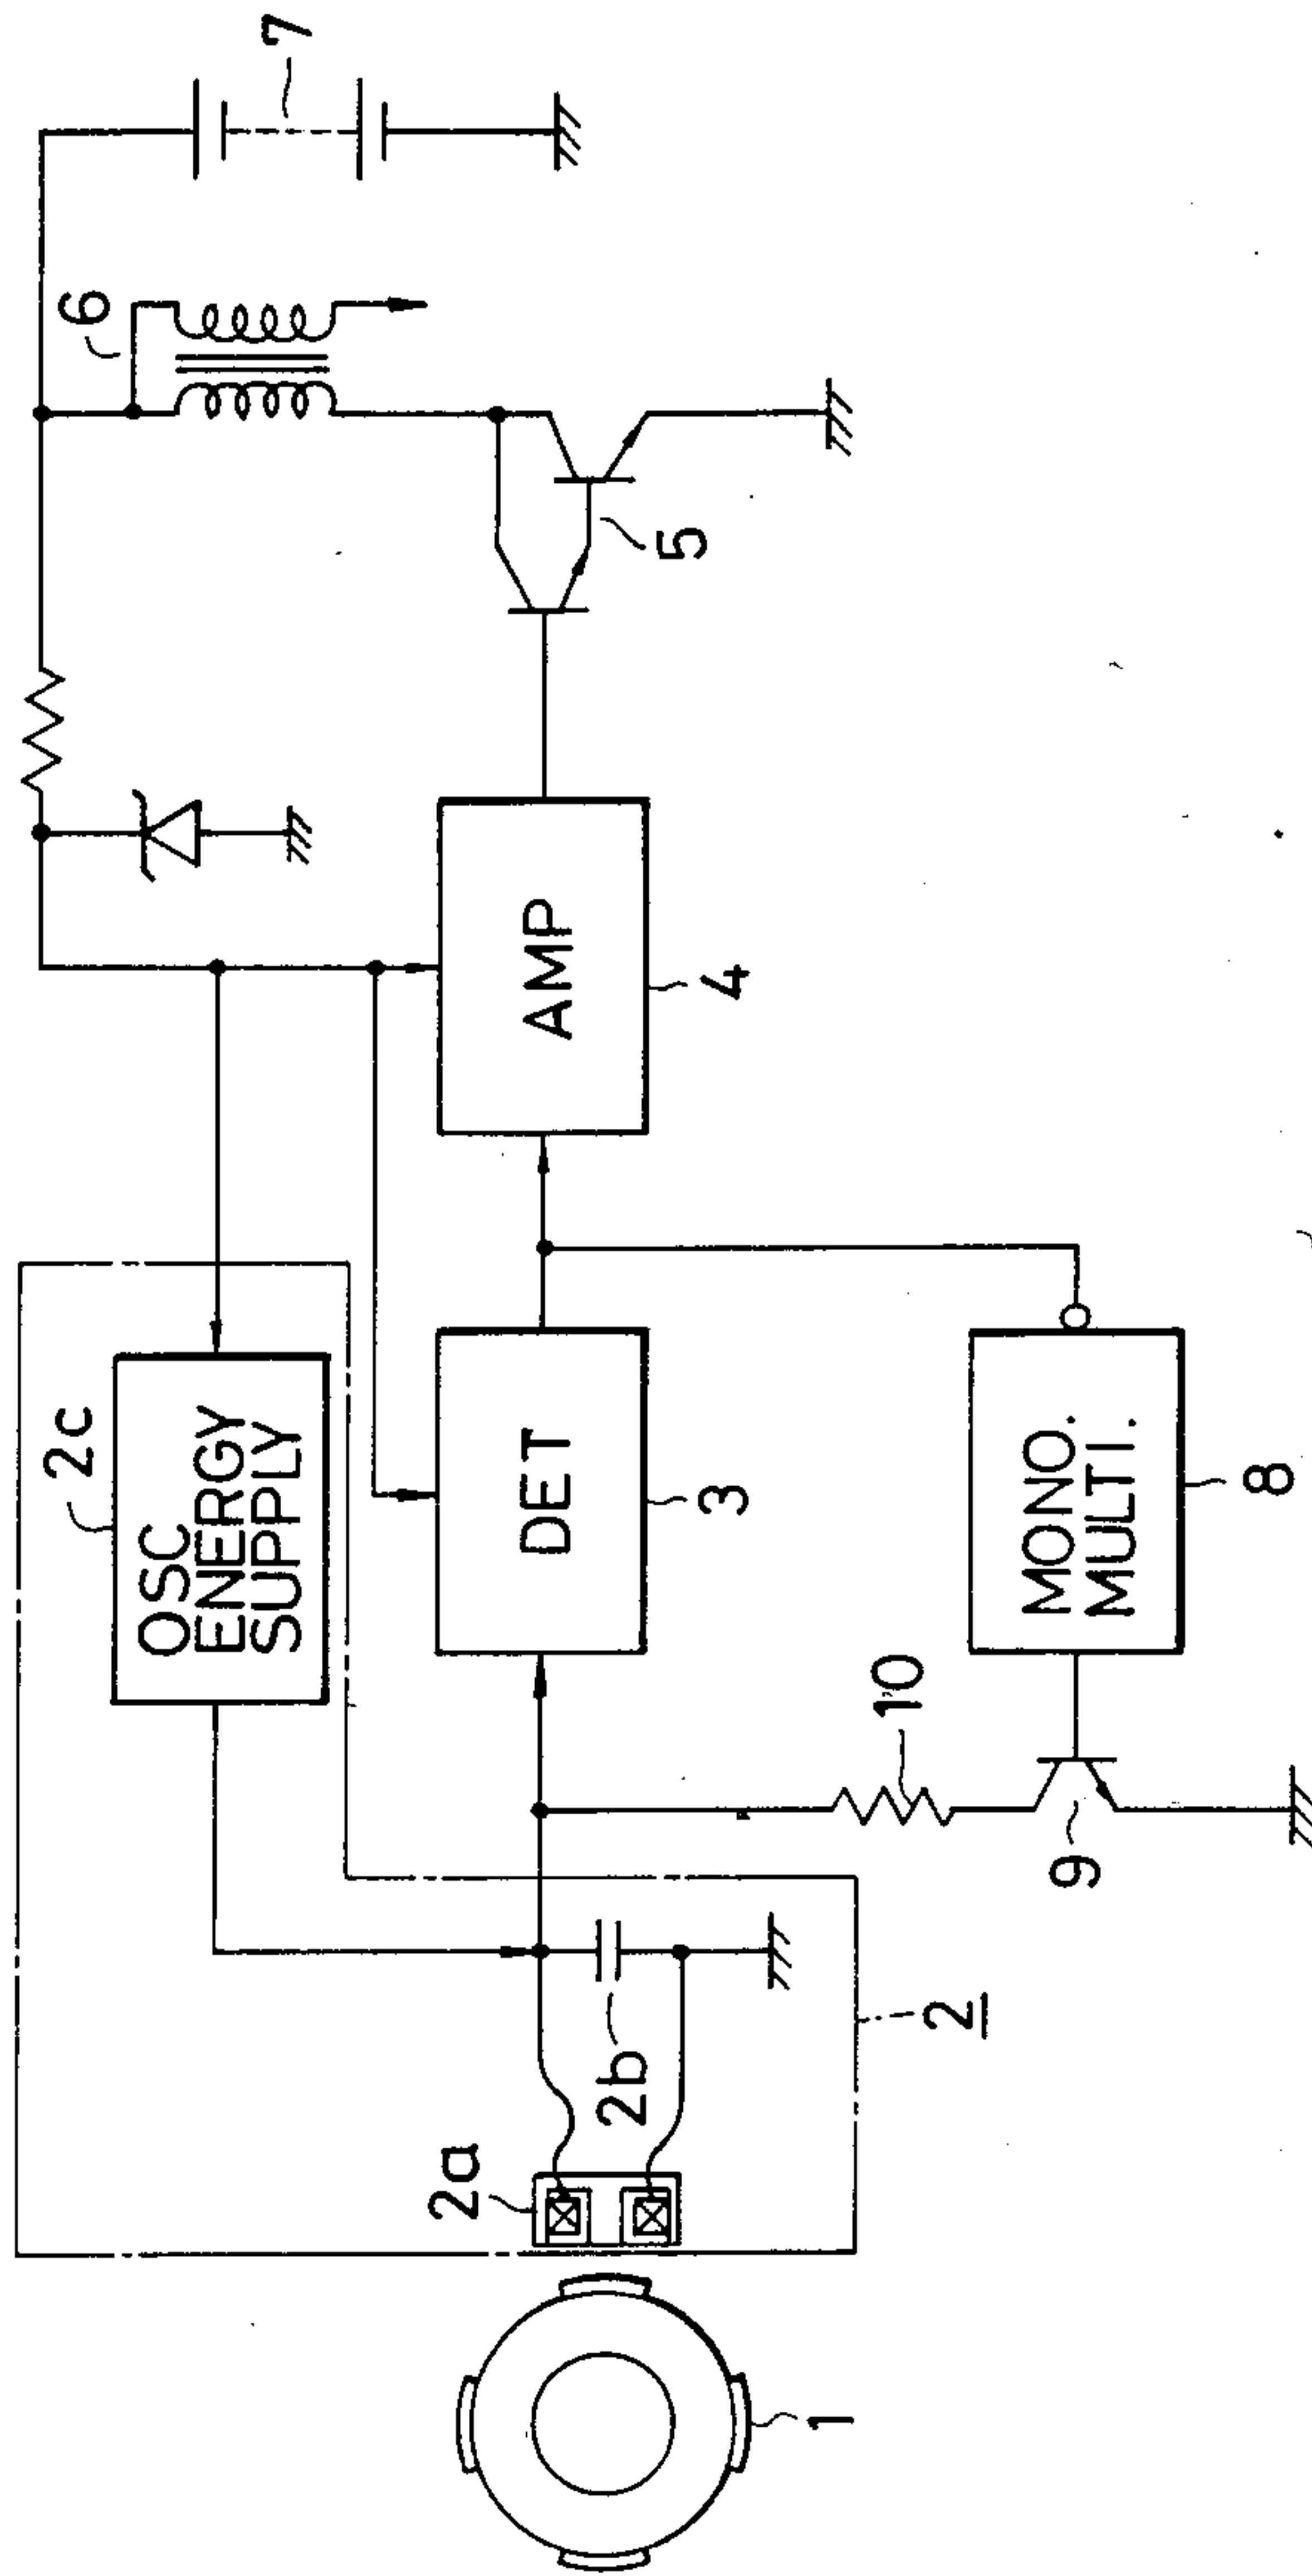 2c
OSC
ENERGY
SUPPLY
6
7
2a
2b
DET
3
AMP
4
5
1
2
10
9
MONO.
MULTI.
8